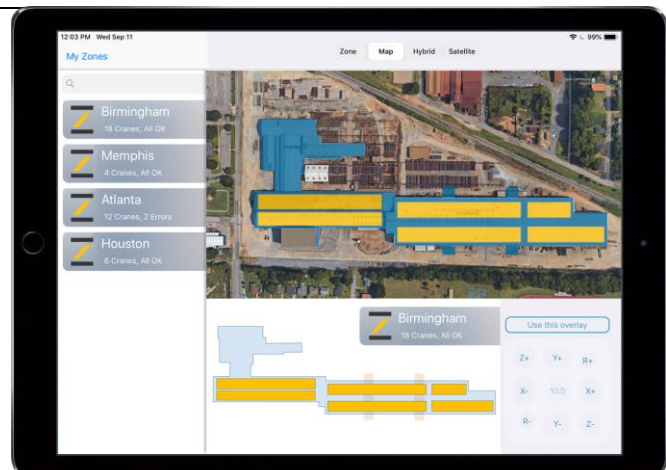 12:03 PM Wed Sep 11
99%
My Zones
Zone Map Hybrid Satellite
Birmingham
18 Cranes, All OK
Memphis
4 Cranes, All OK
Atlanta
12 Cranes, 2 Errors
Houston
6 Cranes, All OK
Birmingham
18 Cranes, All OK
Use this overlay
Z+ Y+ R+
X- 10.0 X+
R- Y- Z-